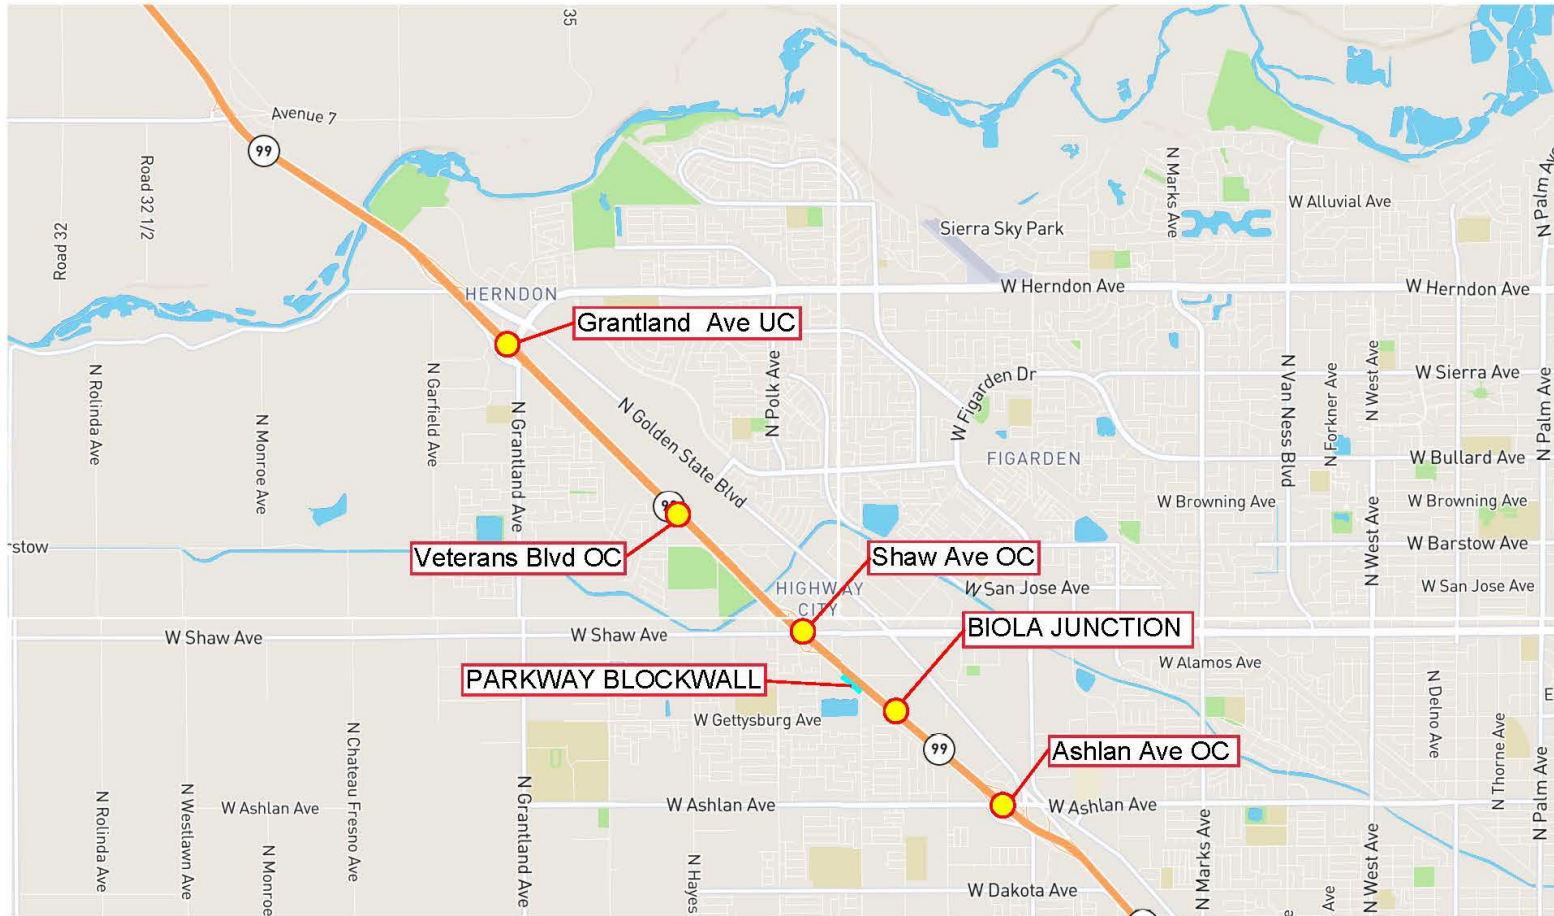 35
Avenue 7
99
Road 32 1/2
Road 32
N Marks Ave
W Alluvial Ave
N Palm Ave
Sierra Sky Park
HERNDON
W Herndon Ave
W Herndon Ave
Grantland Ave UC
N Rolinda Ave
N Garfield Ave
N Monroe Ave
N Grantland Ave
N Golden State Blvd
N Polk Ave
W Figarden Dr
N Van Ness Blvd
N Forkner Ave
N West Ave
W Sierra Ave
N Palm Ave
FIGARDEN
W Bullard Ave
W Browning Ave
W Browning Ave
rstow
Veterans Blvd OC
Shaw Ave OC
N West Ave
W Barstow Ave
HIGHWAY
CITY
W San Jose Ave
W San Jose Ave
W Shaw Ave
W Shaw Ave
BIOLA JUNCTION
W Alamos Ave
PARKWAY BLOCKWALL
W Gettysburg Ave
N Delno Ave
E
N Chateau Fresno Ave
99
Ashlan Ave OC
N Thorne Ave
N Palm Ave
N Rolinda Ave
N Westlawn Ave
W Ashlan Ave
N Grantland Ave
W Ashlan Ave
W Ashlan Ave
N Monroe
N Hayes
W Dakota Ave
N Marks Ave
N West Ave
Ave
e